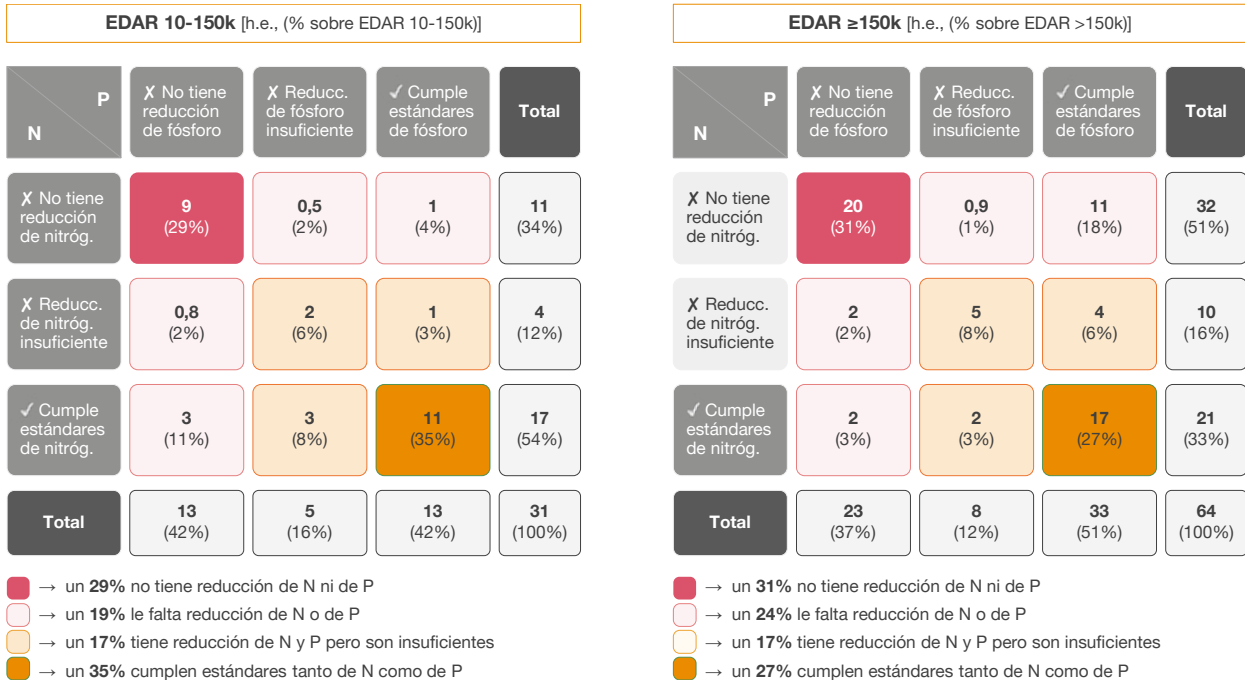 EDAR 10-150k [h.e., (% sobre EDAR 10-150k)]
P
N
✗ No tiene
reducción
de fósforo
✗ Reducc.
de fósforo
insuficiente
✓ Cumple
estándares
de fósforo
Total
✗ No tiene
reducción
de nitróg.
9
(29%)
0,5
(2%)
1
(4%)
11
(34%)
✗ Reducc.
de nitróg.
insuficiente
0,8
(2%)
2
(6%)
1
(3%)
4
(12%)
✓ Cumple
estándares
de nitróg.
3
(11%)
3
(8%)
11
(35%)
17
(54%)
Total
13
(42%)
5
(16%)
13
(42%)
31
(100%)
→ un 29% no tiene reducción de N ni de P
→ un 19% le falta reducción de N o de P
→ un 17% tiene reducción de N y P pero son insuficientes
→ un 35% cumplen estándares tanto de N como de P
EDAR ≥150k [h.e., (% sobre EDAR >150k)]
P
N
✗ No tiene
reducción
de fósforo
✗ Reducc.
de fósforo
insuficiente
✓ Cumple
estándares
de fósforo
Total
✗ No tiene
reducción
de nitróg.
20
(31%)
0,9
(1%)
11
(18%)
32
(51%)
✗ Reducc.
de nitróg.
insuficiente
2
(2%)
5
(8%)
4
(6%)
10
(16%)
✓ Cumple
estándares
de nitróg.
2
(3%)
2
(3%)
17
(27%)
21
(33%)
Total
23
(37%)
8
(12%)
33
(51%)
64
(100%)
→ un 31% no tiene reducción de N ni de P
→ un 24% le falta reducción de N o de P
→ un 17% tiene reducción de N y P pero son insuficientes
→ un 27% cumplen estándares tanto de N como de P